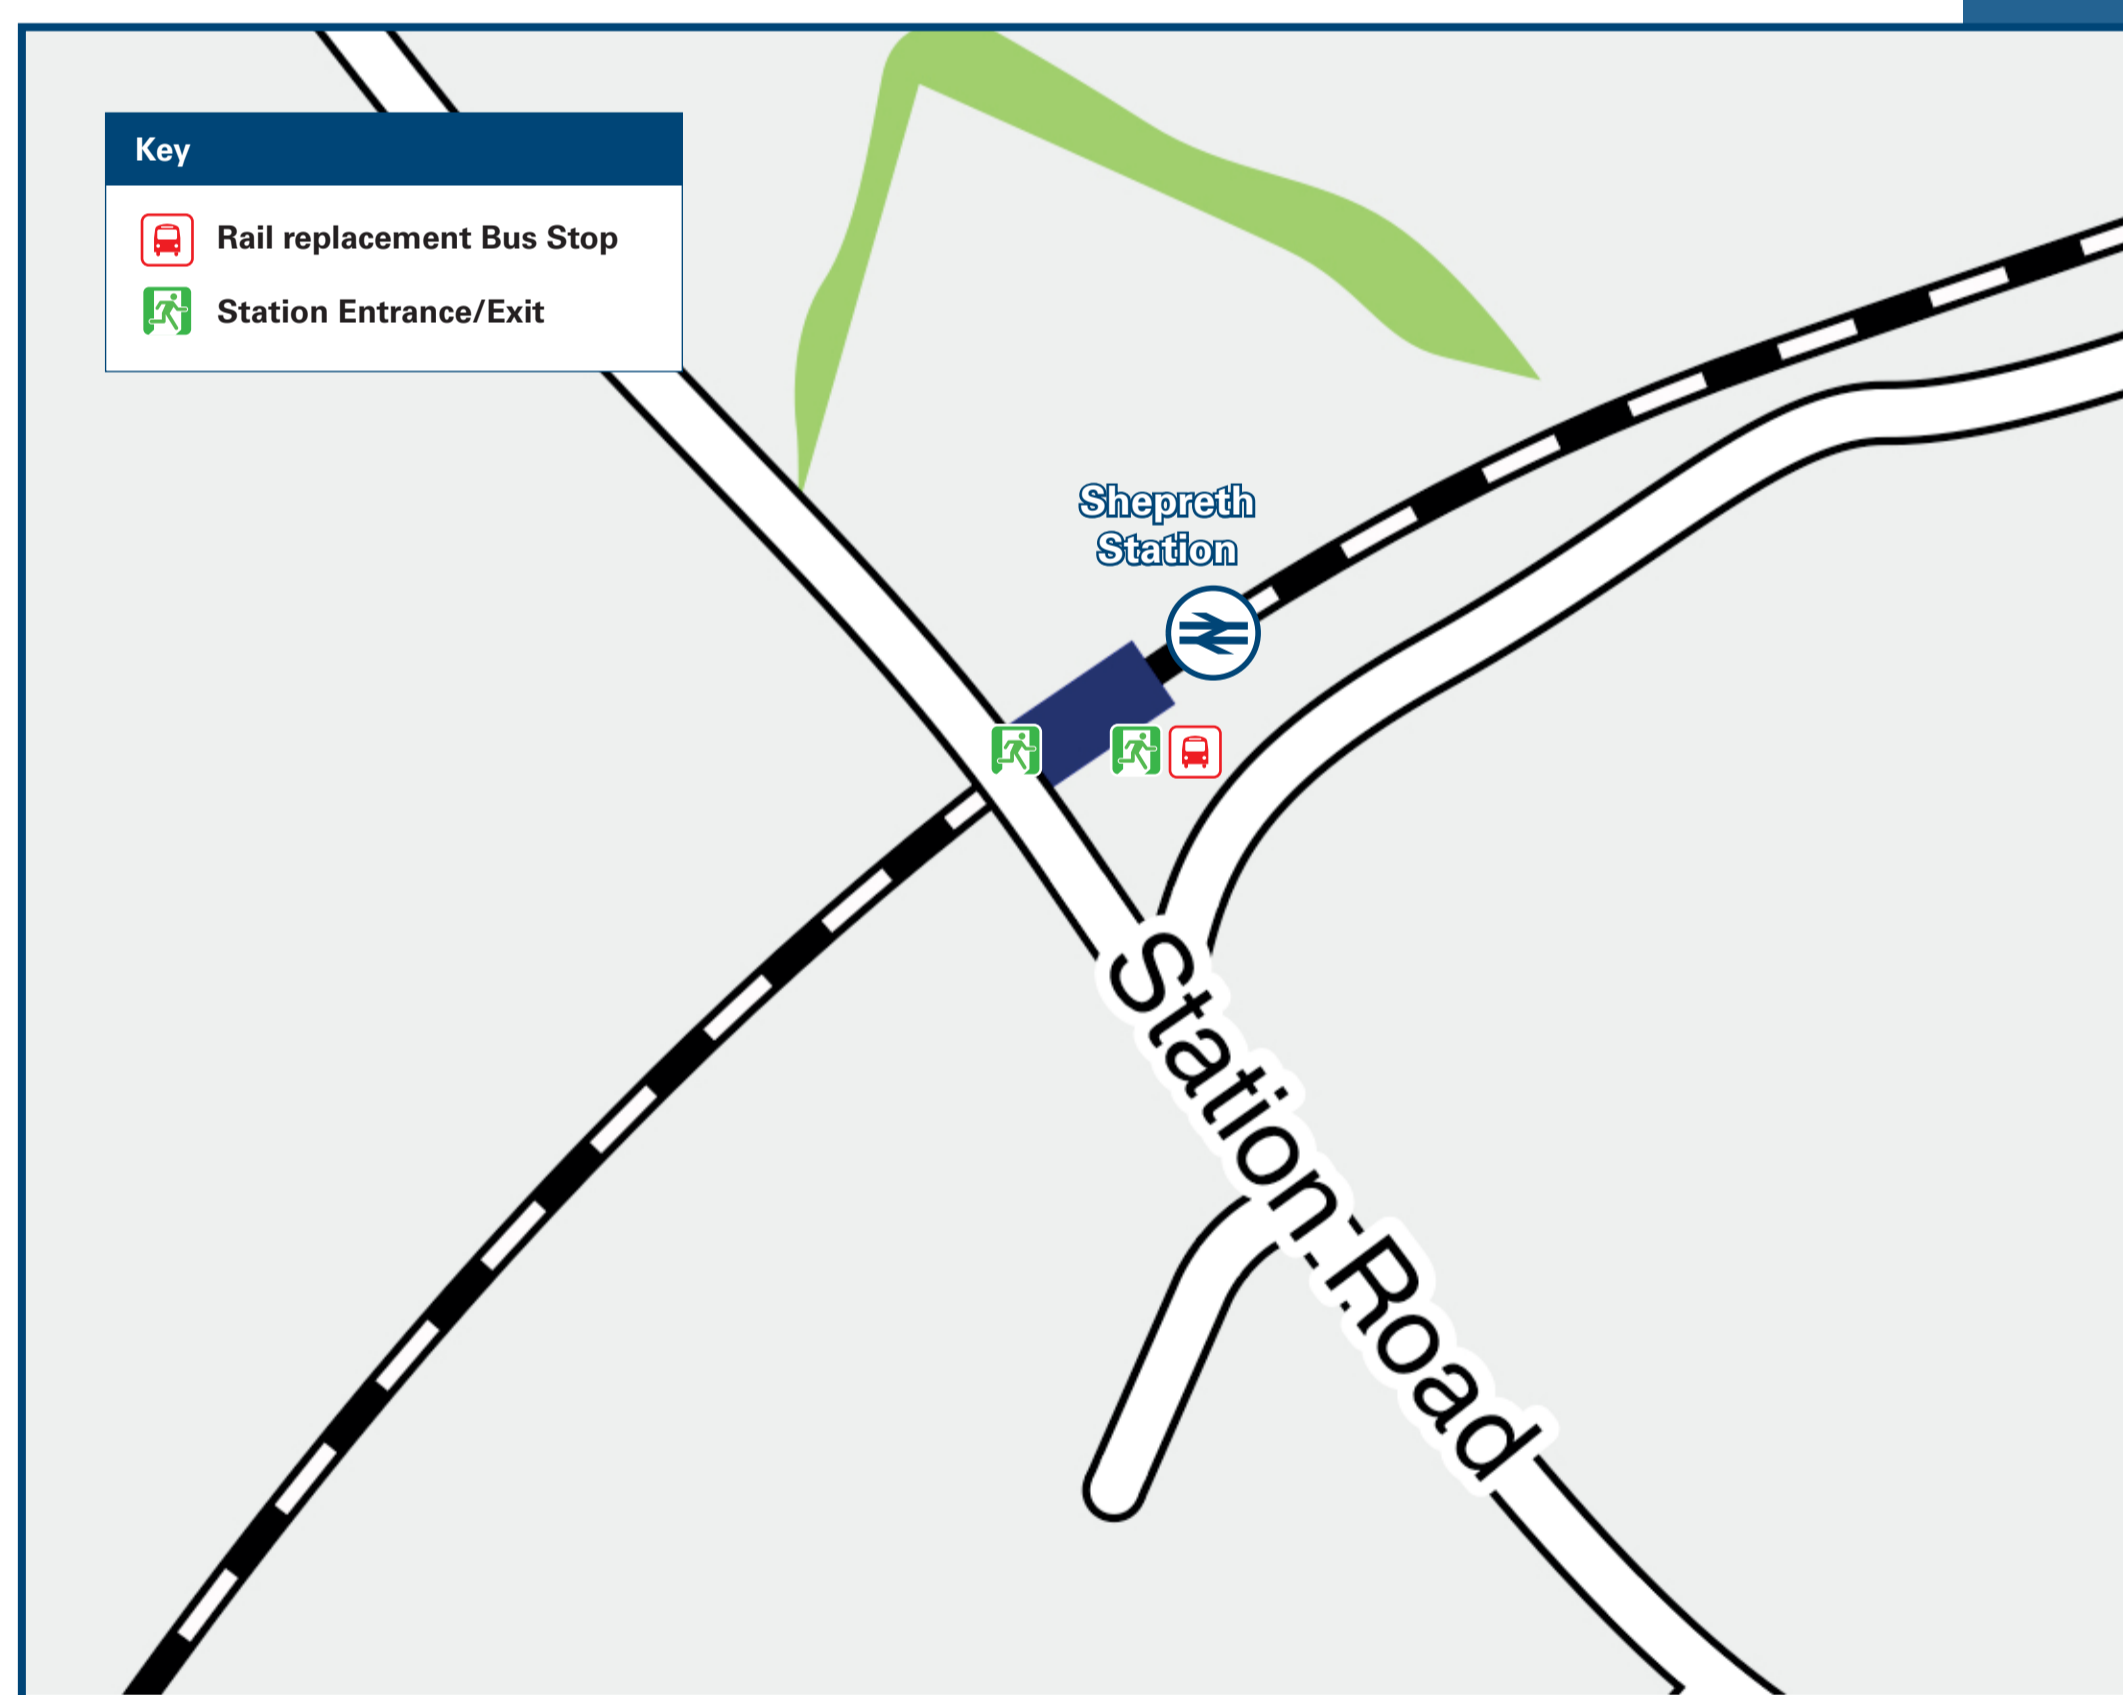 Key
Rail replacement Bus Stop
Station Entrance/Exit
Shepreth
Station
Station Road